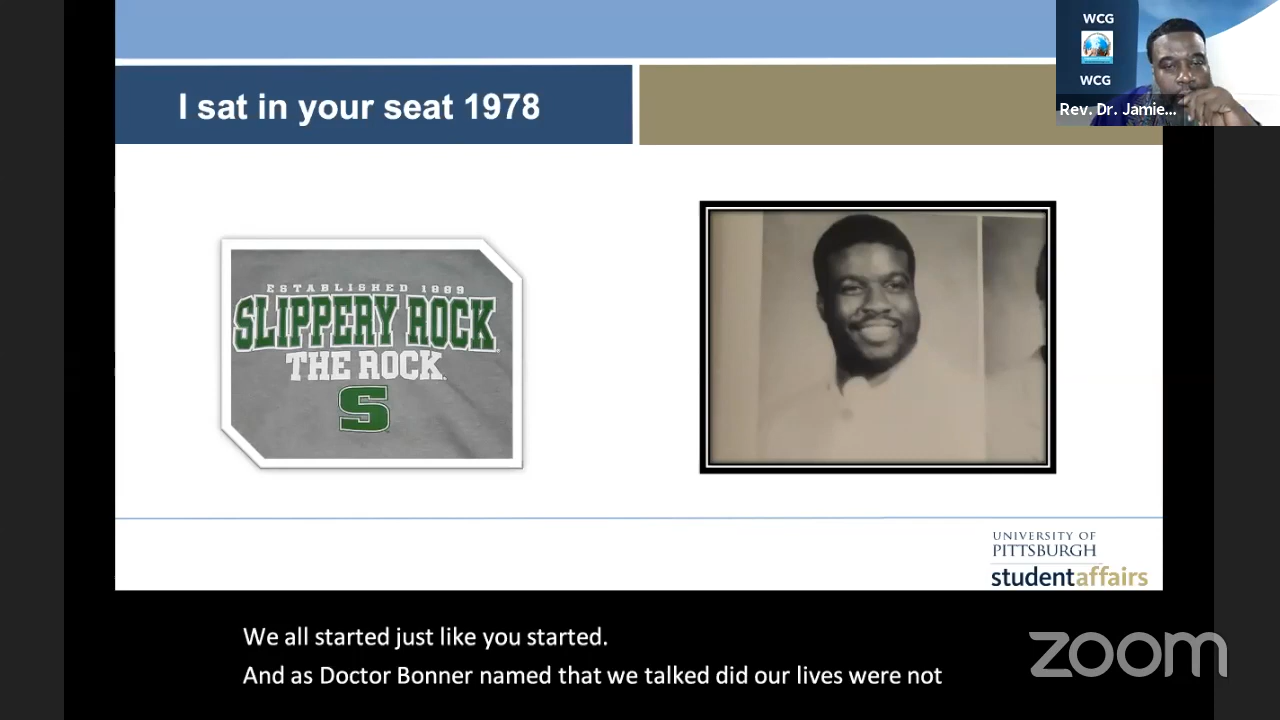 WCG
WCG
Rev. Dr. Jamie...
I sat in your seat 1978
ESTABLISHED 1889
SLIPPERY ROCK
THE ROCK
S
UNIVERSITY OF
PITTSBURGH
studentaffairs
We all started just like you started.
And as Doctor Bonner named that we talked did our lives were not
zoom